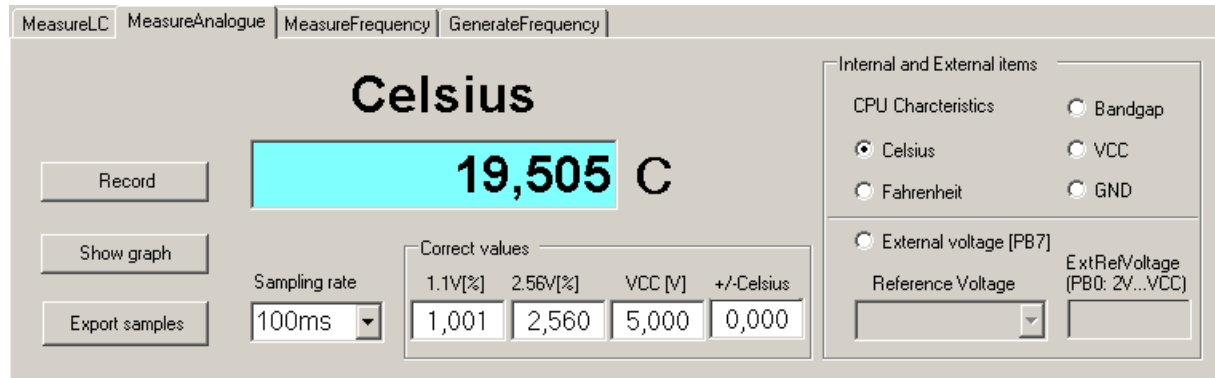 MeasureLC MeasureAnalogue MeasureFrequency GenerateFrequency
Celsius
19,505 C
Record
Show graph
Export samples
Sampling rate
100ms
Correct values
1.1V[%] 2.56V[%] VCC [V] +/-Celsius
1,001 2,560 5,000 0,000
Internal and External items
CPU Charcteristics Bandgap
Celsius VCC
Fahrenheit GND
External voltage [PB7]
Reference Voltage
ExtRefVoltage
(PB0: 2V...VCC)